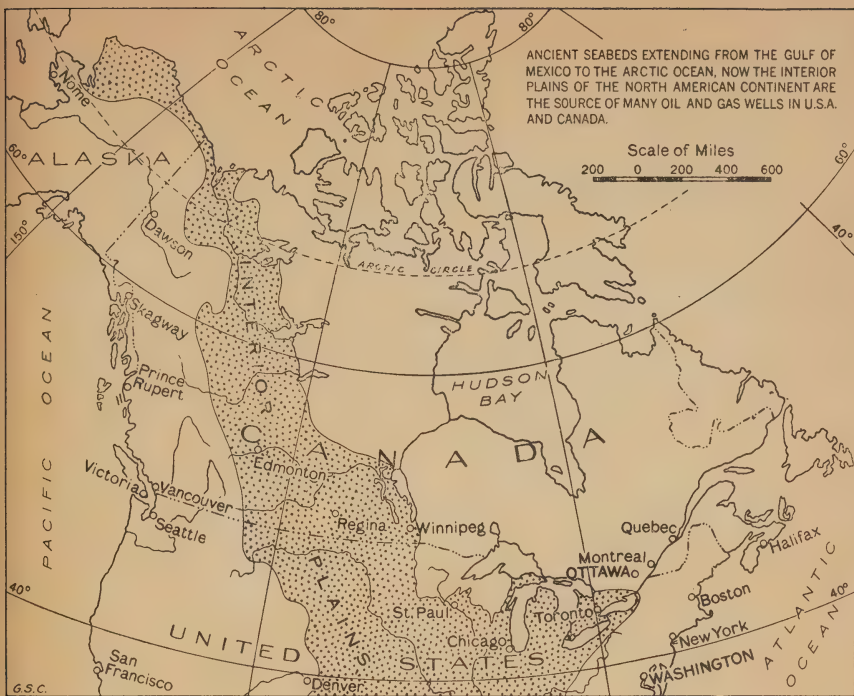 80°
80°
ARCTIC
OCEAN
ANCIENT SEABEDS EXTENDING FROM THE GULF OF
MEXICO TO THE ARCTIC OCEAN, NOW THE INTERIOR
PLAINS OF THE NORTH AMERICAN CONTINENT ARE
THE SOURCE OF MANY OIL AND GAS WELLS IN U.S.A.
AND CANADA.
Scale of Miles
200 0 200 400 600
Nome
60°
ALASKA
60°
150°
40°
Dawson
ARCTIC CIRCLE
INTERIOR
Skagway
PACIFIC OCEAN
Prince
Rupert
HUDSON
BAY
CANADA
Edmonton
Victoria
Vancouver
Seattle
Regina
Winnipeg
Quebec
Halifax
Montreal
OTTAWA
PLAINS
40°
40°
St. Paul
Toronto
Boston
ATLANTIC
OCEAN
Chicago
New York
UNITED STATES
WASHINGTON
San
Francisco
Denver
G.S.C.